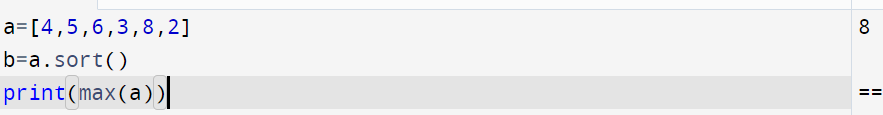 a=[4,5,6,3,8,2]
b=a.sort()
print(max(a))
8
==